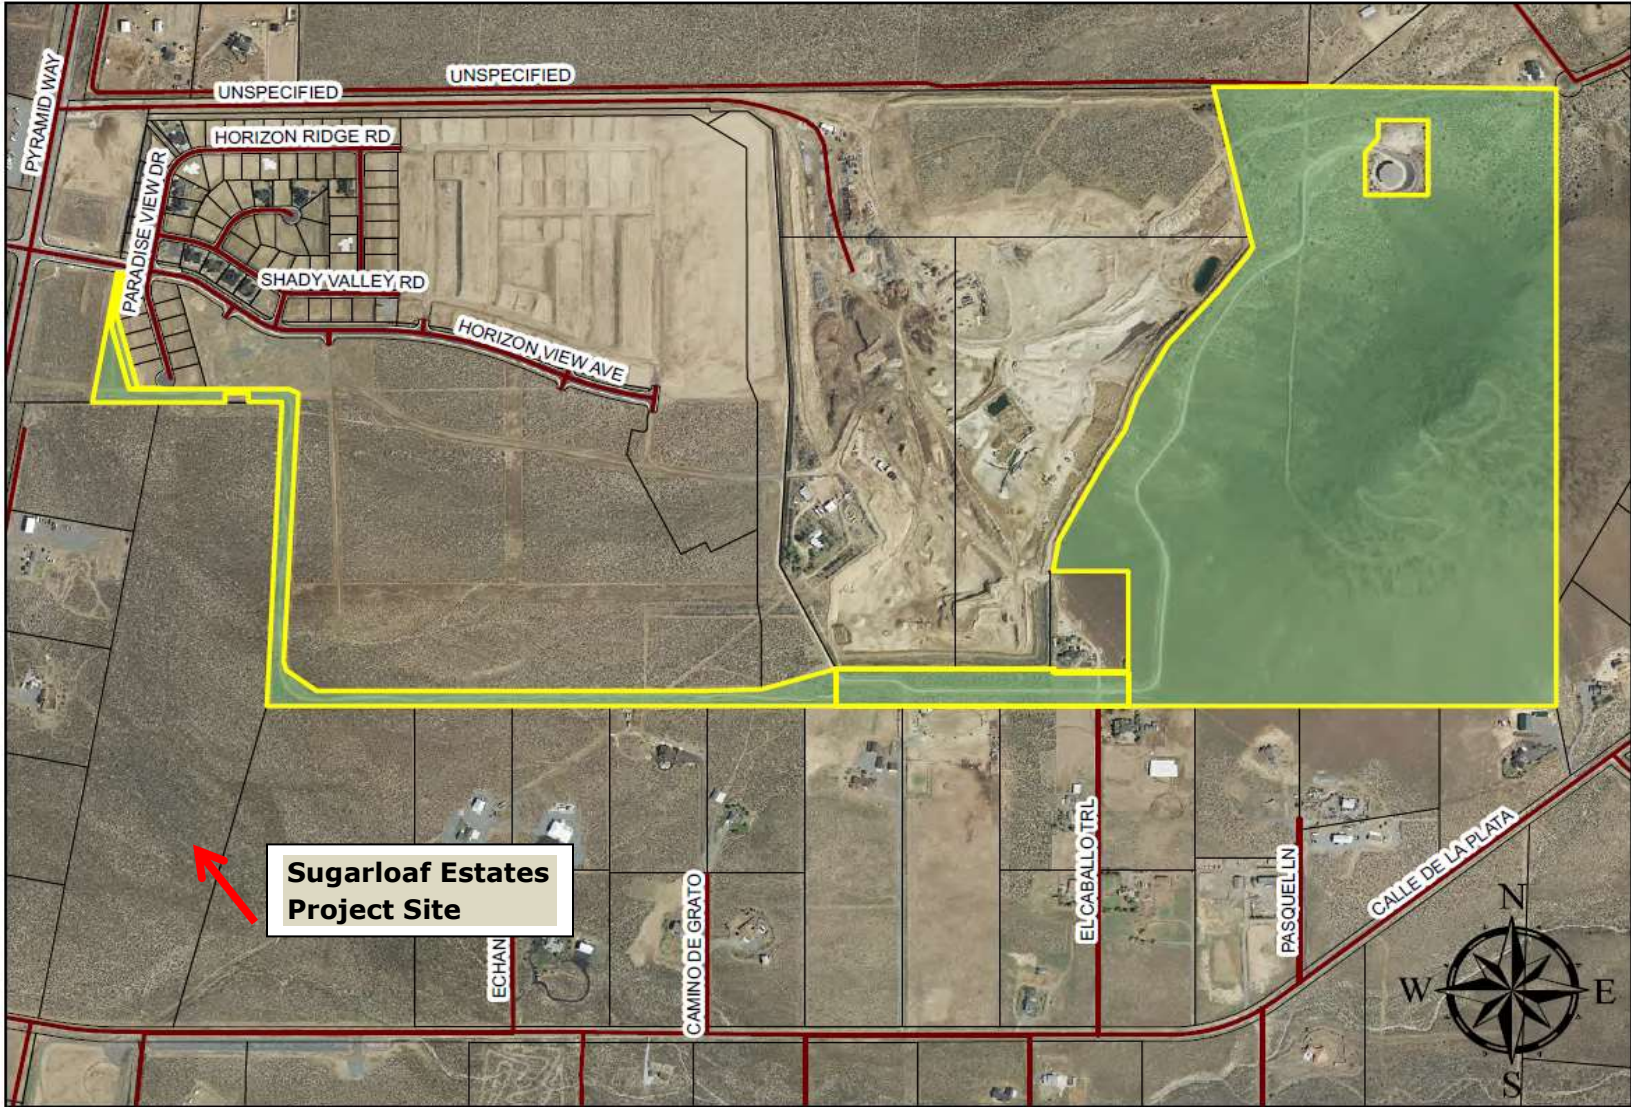 PYRAMID WAY
UNSPECIFIED
UNSPECIFIED
HORIZON RIDGE RD
PARADISE VIEW DR
SHADY VALLEY RD
HORIZON VIEW AVE
Sugarloaf Estates
Project Site
ECHAN
CAMINO DE GRATO
EL CABALLO TRL
PASQUEL LN
CALLE DE LA PLATA
N
W
E
S